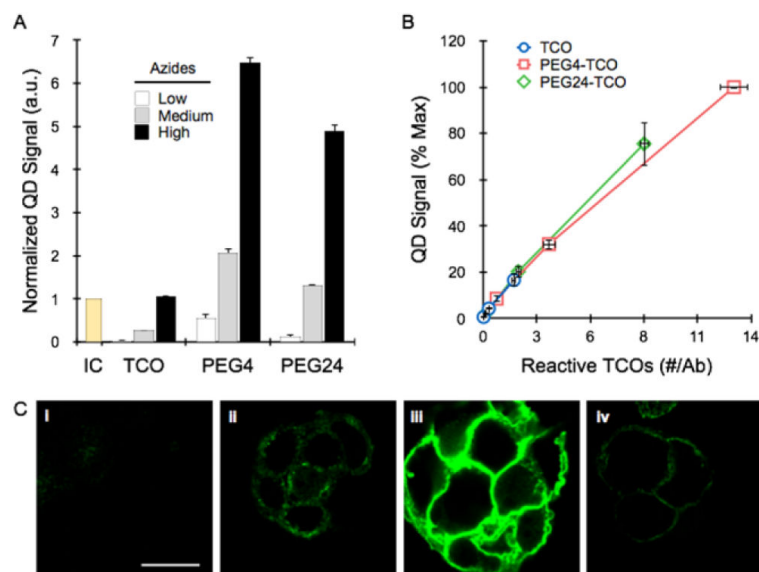 A
Normalized QD Signal (a.u.)
7
6
5
4
3
2
1
0
Azides
Low
Medium
High
IC TCO PEG4 PEG24
B
QD Signal (% Max)
120
100
80
60
40
20
0
TCO
PEG4-TCO
PEG24-TCO
0 3 6 8 11 14
Reactive TCOs (#/Ab)
C
i
ii
iii
iv